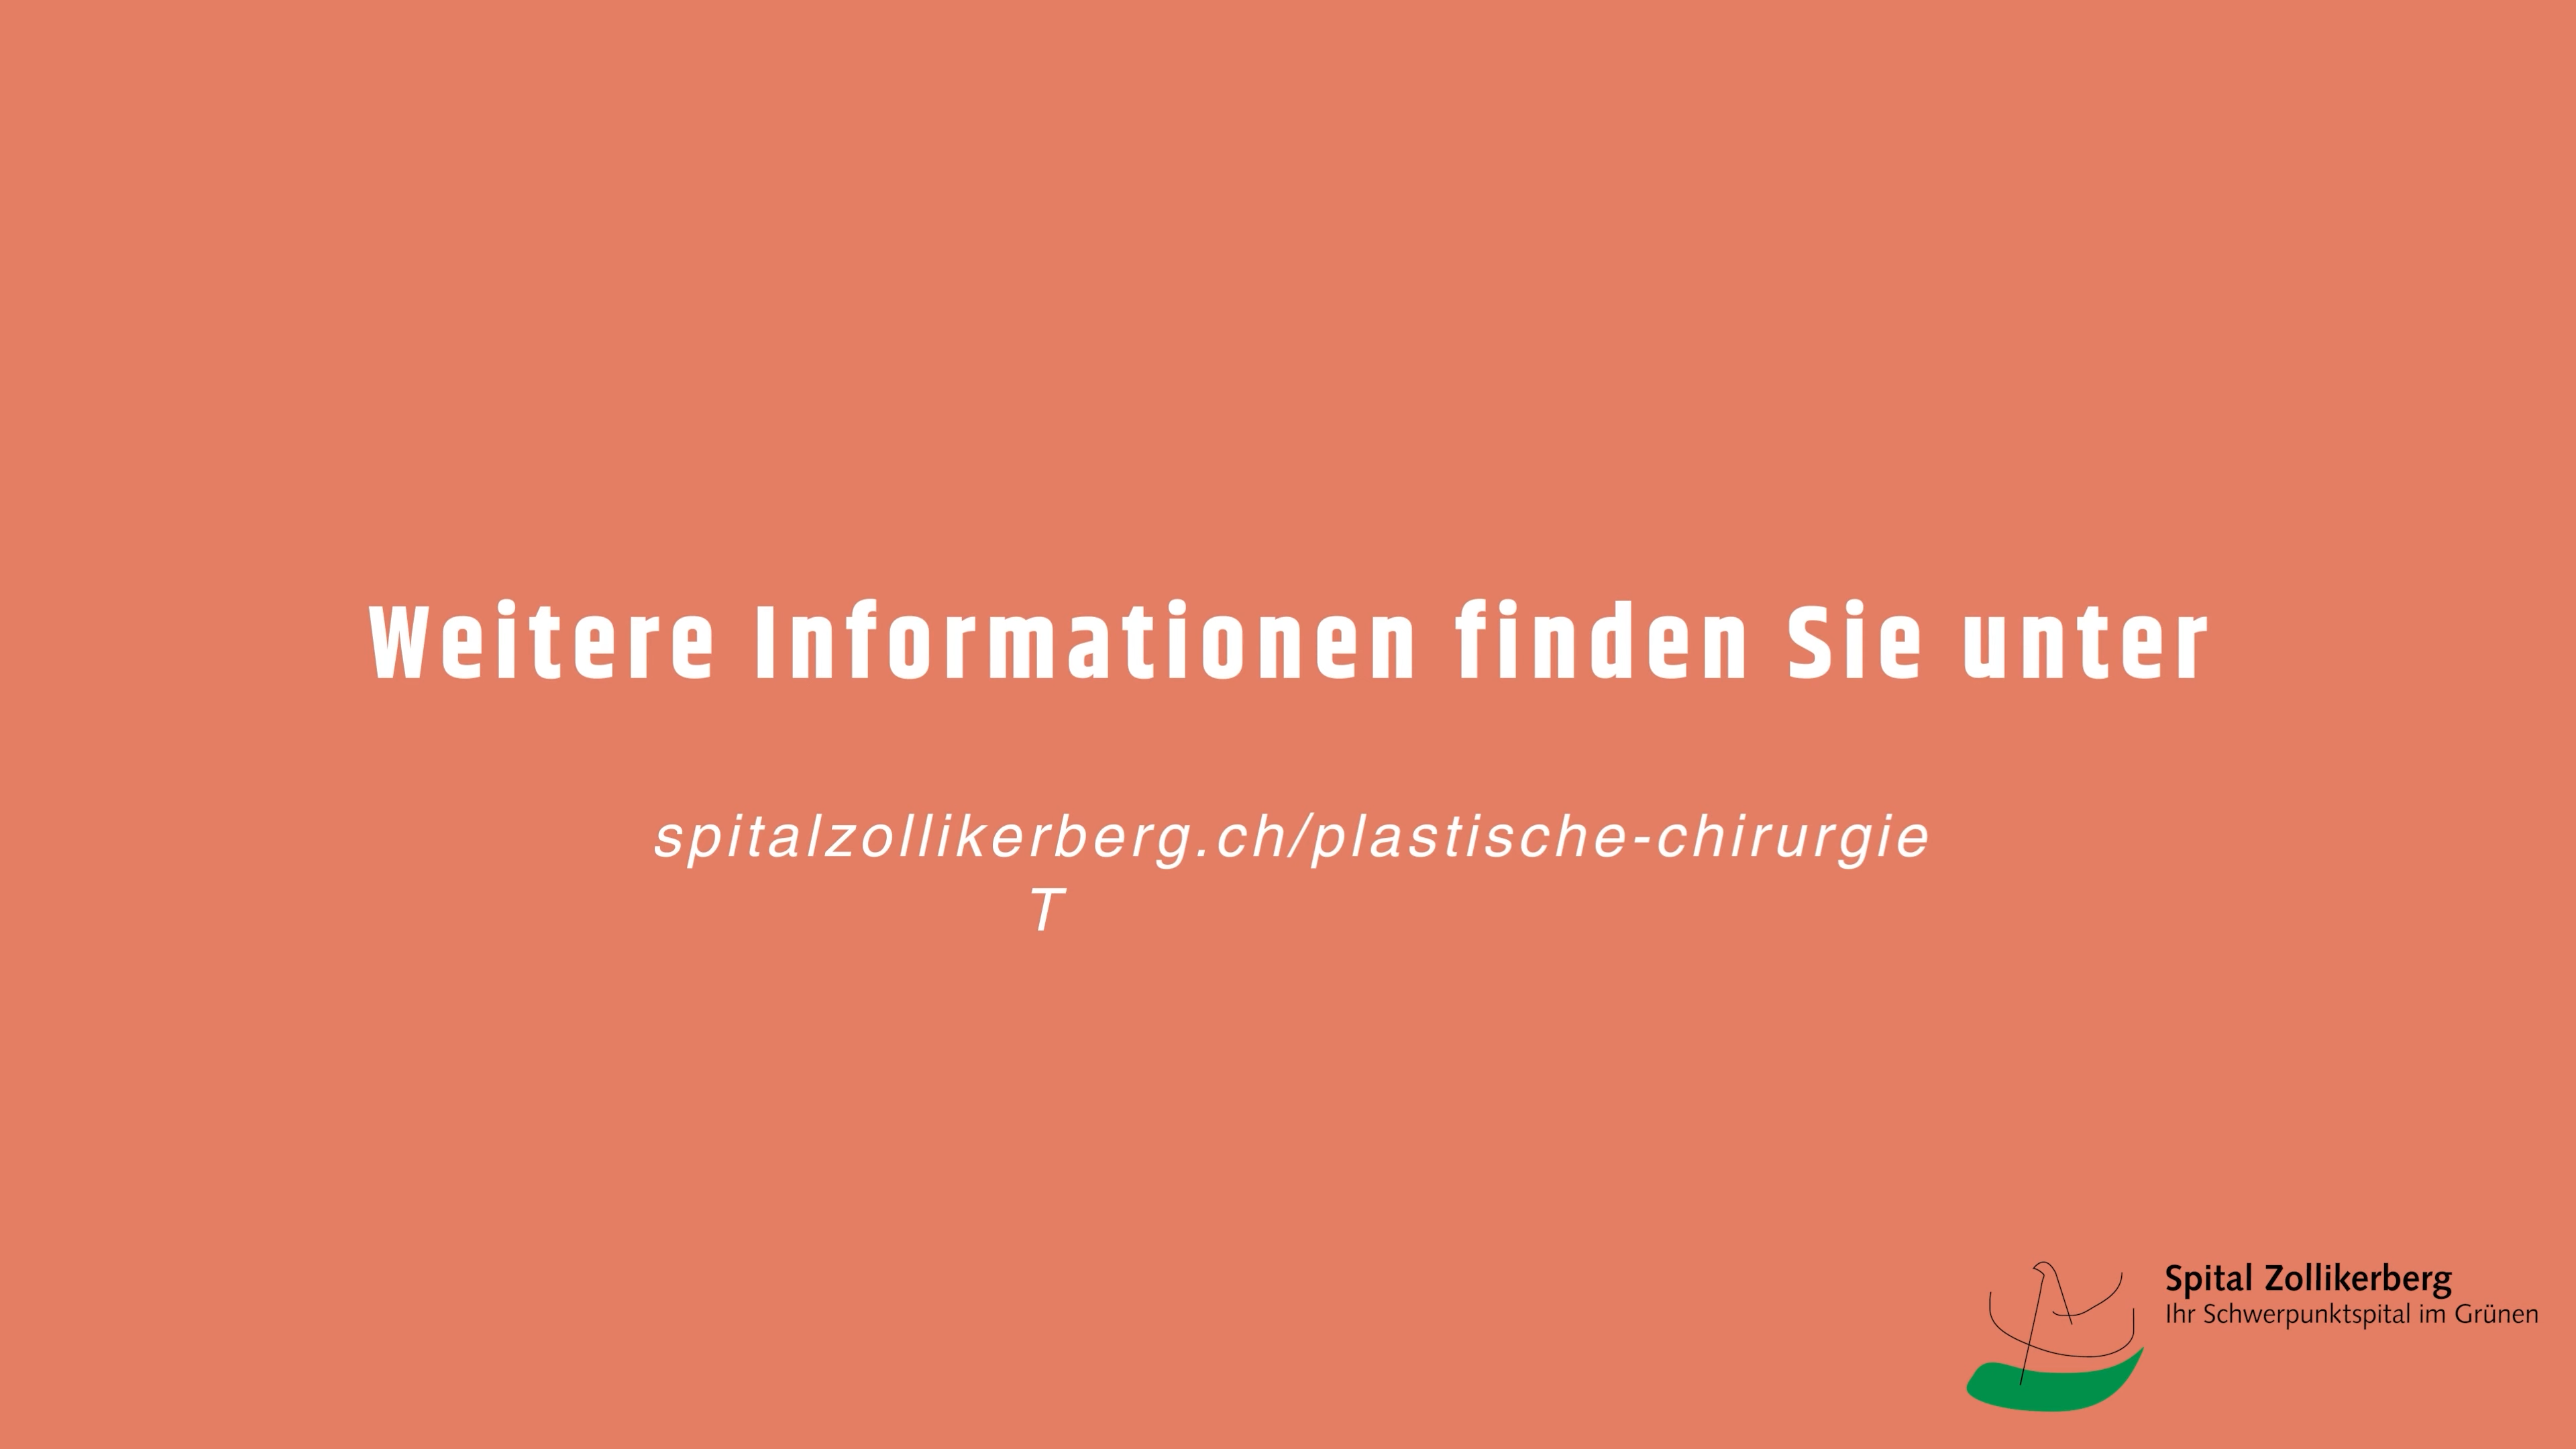 Weitere Informationen finden Sie unter
spitalzollikerberg.ch/plastische-chirurgie
T
Spital Zollikerberg
Ihr Schwerpunktspital im Grünen